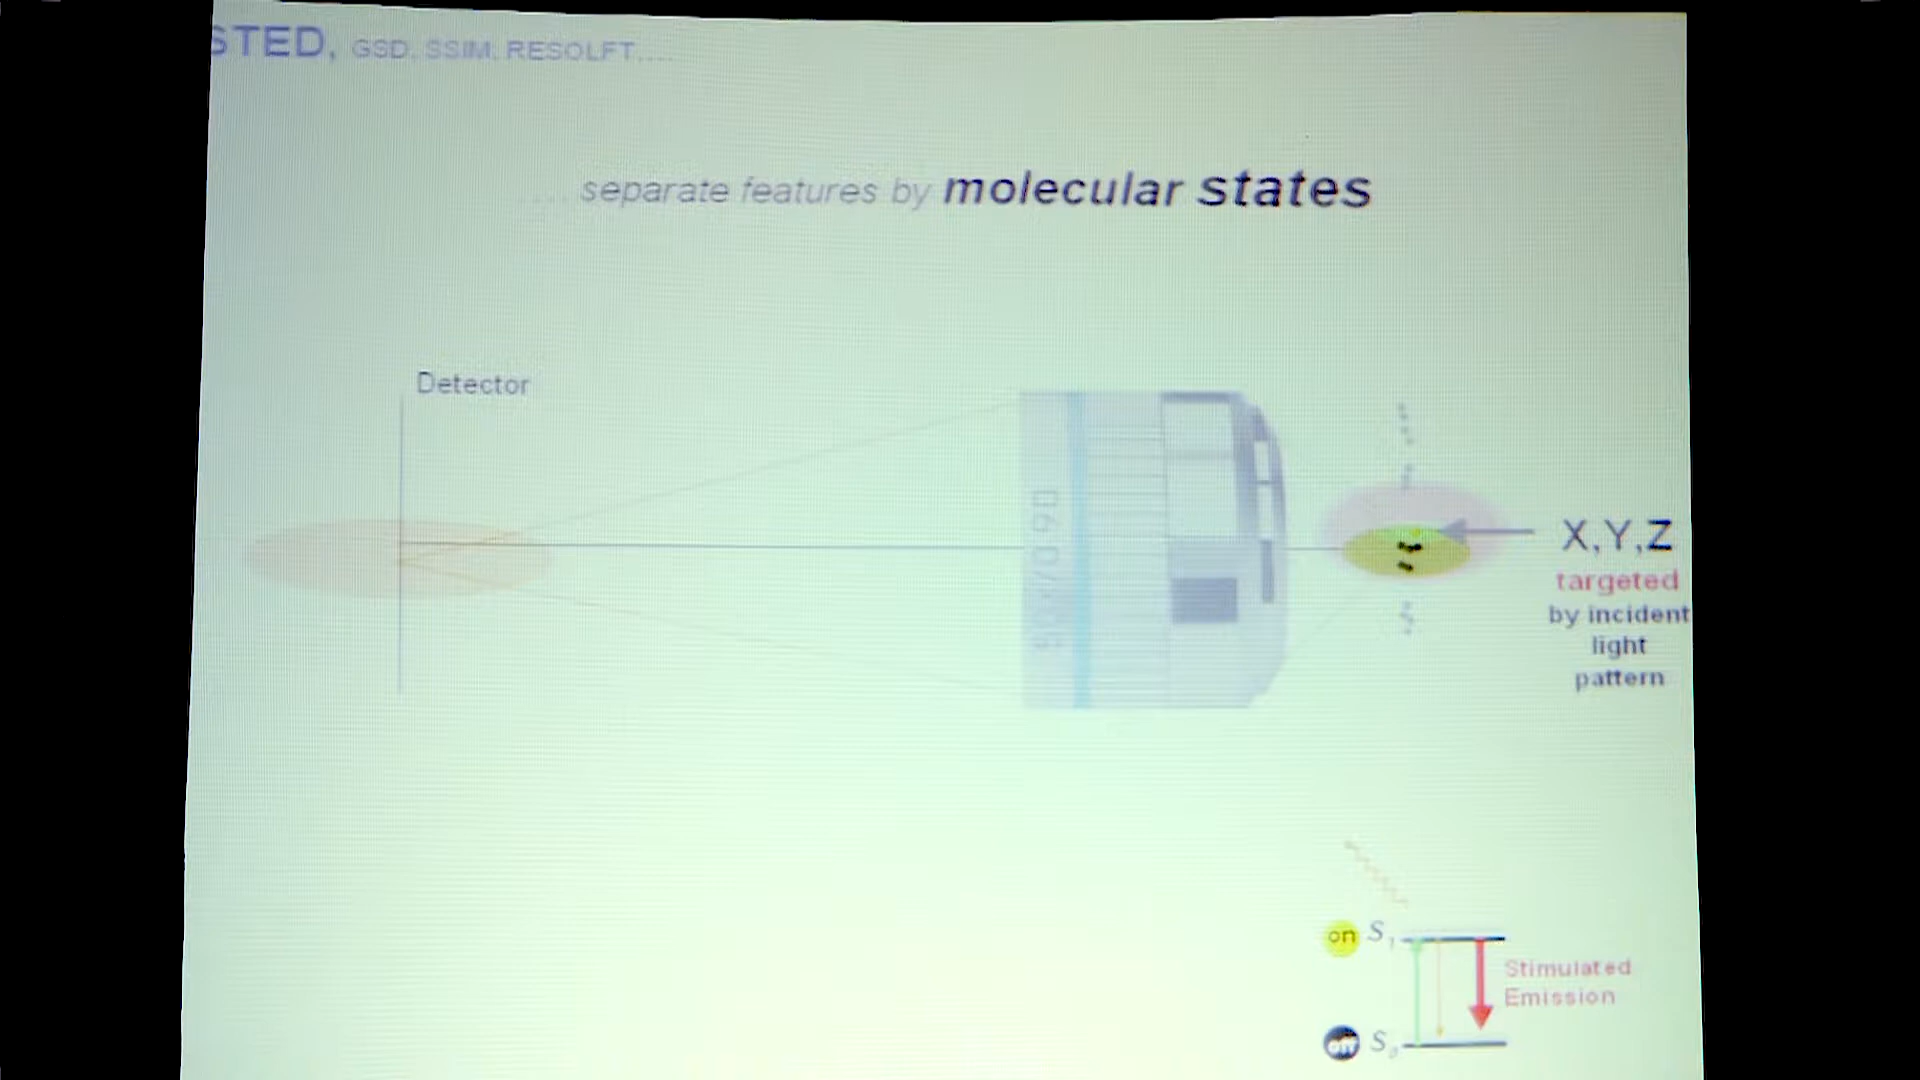 STED, GSD, SSIM, RESOLFT....
.... separate features by molecular states
Detector
X,Y,Z
targeted
by incident
light
pattern
on S1
Stimulated
Emission
off S0